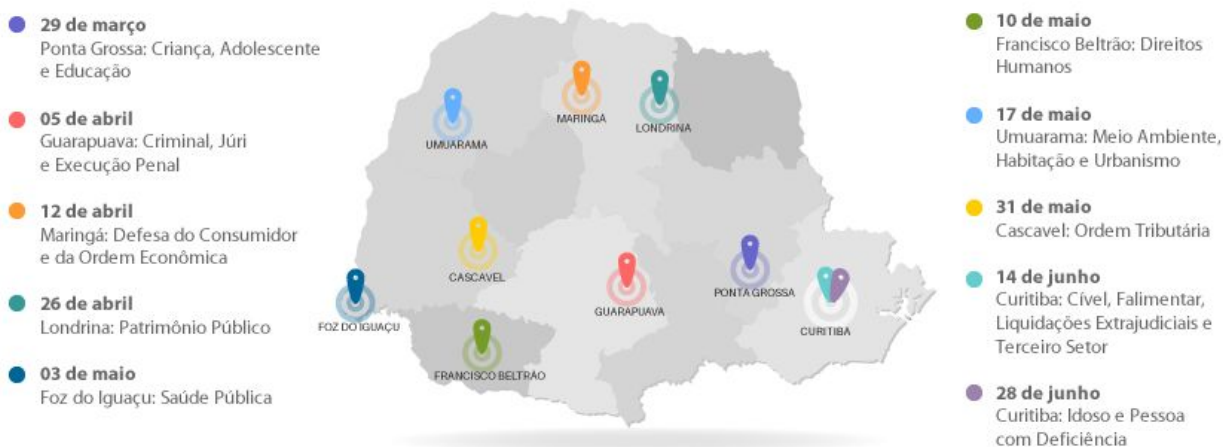 29 de março
Ponta Grossa: Criança, Adolescente
e Educação
05 de abril
Guarapuava: Criminal, Júri
e Execução Penal
12 de abril
Maringá: Defesa do Consumidor
e da Ordem Econômica
26 de abril
Londrina: Patrimônio Público
03 de maio
Foz do Iguaçu: Saúde Pública
UMUARAMA
MARINGÁ
LONDRINA
CASCAVEL
FOZ DO IGUAÇU
GUARAPUAVA
PONTA GROSSA
CURITIBA
FRANCISCO BELTRÃO
10 de maio
Francisco Beltrão: Direitos
Humanos
17 de maio
Umuarama: Meio Ambiente,
Habitação e Urbanismo
31 de maio
Cascavel: Ordem Tributária
14 de junho
Curitiba: Cível, Falimentar,
Liquidações Extrajudiciais e
Terceiro Setor
28 de junho
Curitiba: Idoso e Pessoa
com Deficiência